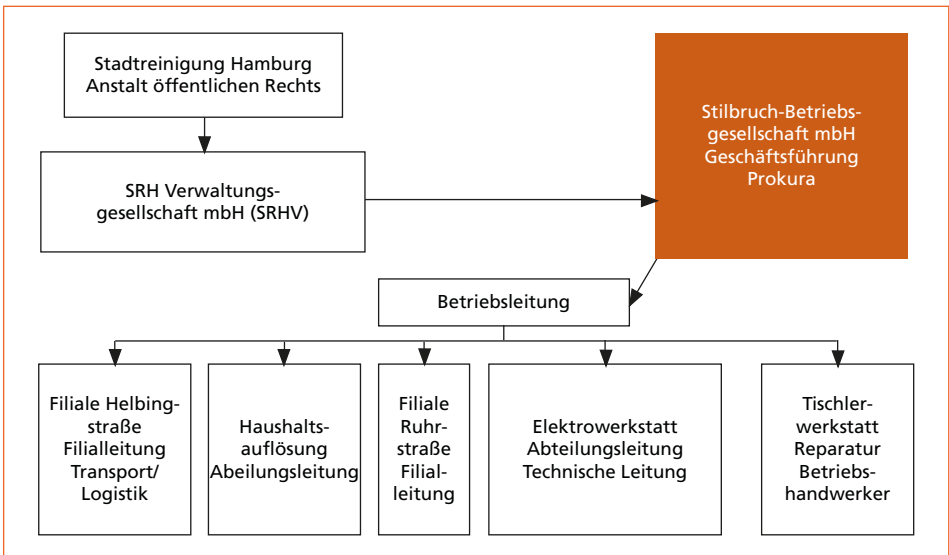 Stadtreinigung Hamburg
Anstalt öffentlichen Rechts
SRH Verwaltungs-
gesellschaft mbH (SRHV)
Stilbruch-Betriebs-
gesellschaft mbH
Geschäftsführung
Prokura
Betriebsleitung
Filiale Helbing-
straße
Filialleitung
Transport/
Logistik
Haushalts-
auflösung
Abeilungsleitung
Filiale
Ruhr-
straße
Filial-
leitung
Elektrowerkstatt
Abteilungsleitung
Technische Leitung
Tischler-
werkstatt
Reparatur
Betriebs-
handwerker